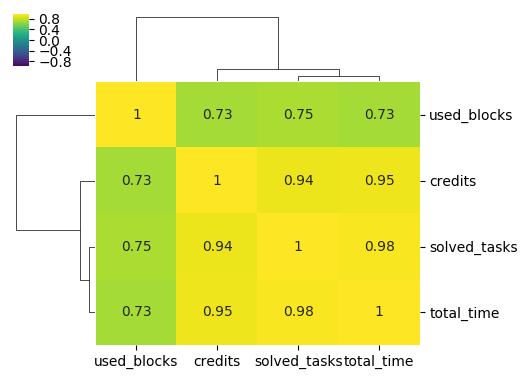 0.8
0.4
0.0
−0.4
−0.8
1 0.73 0.75 0.73 used_blocks
0.73 1 0.94 0.95 credits
0.75 0.94 1 0.98 solved_tasks
0.73 0.95 0.98 1 total_time
used_blocks credits solved_tasks total_time